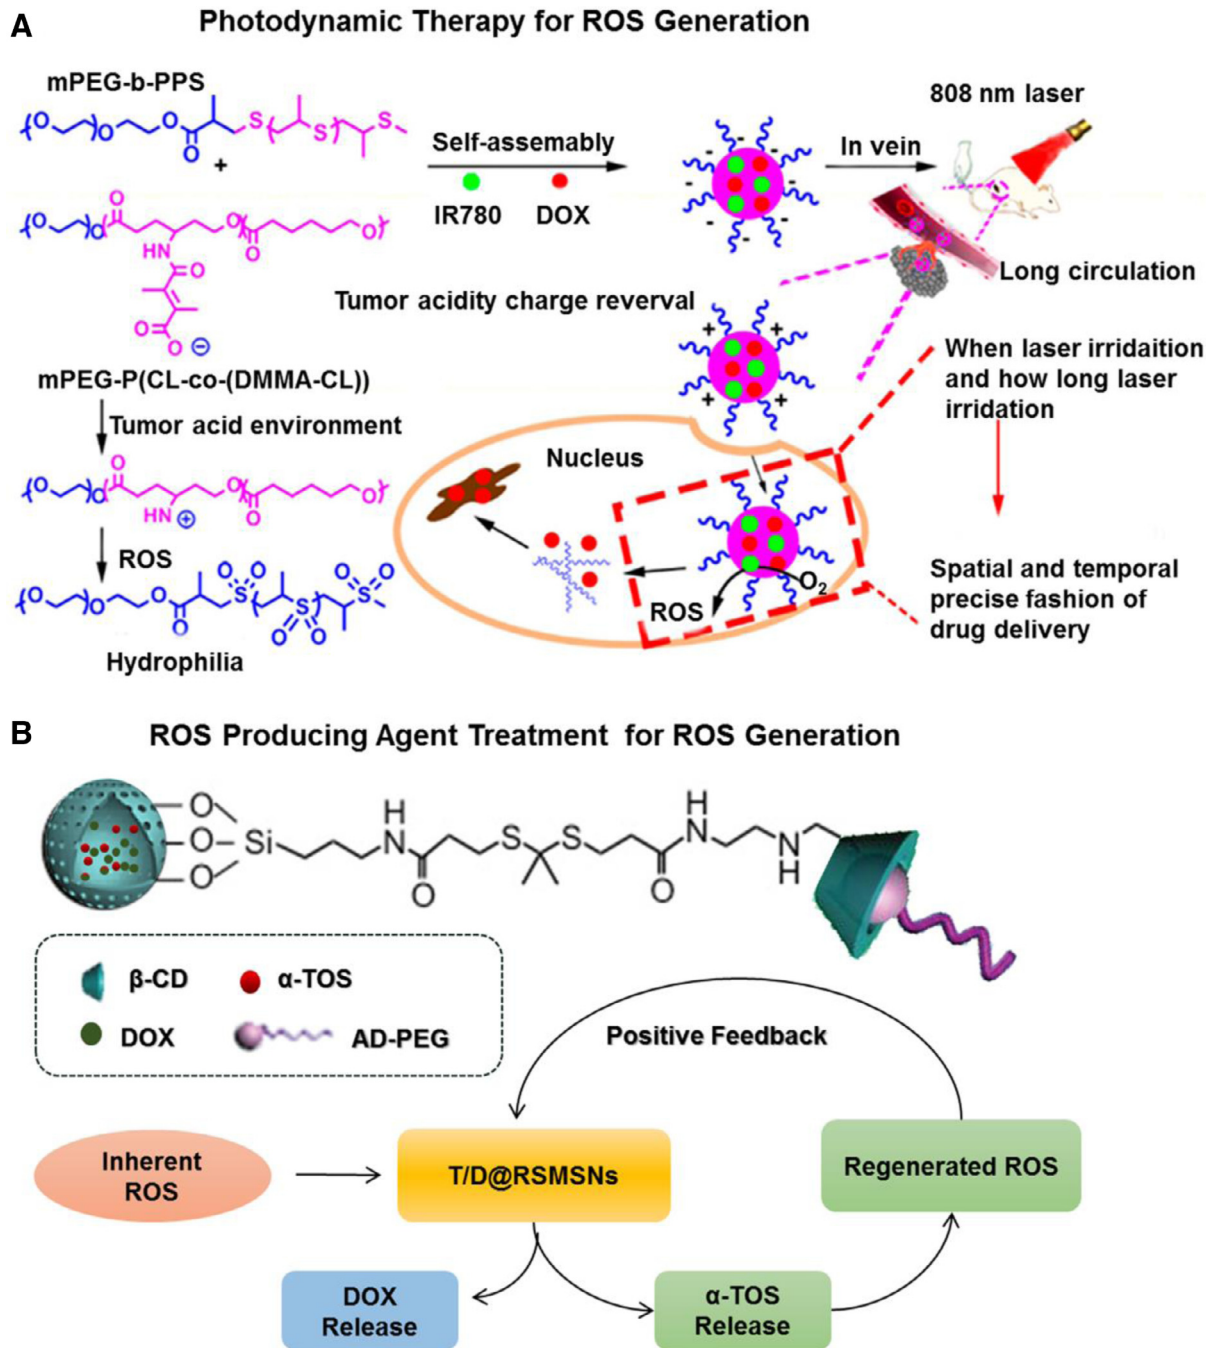 A
Photodynamic Therapy for ROS Generation
mPEG-b-PPS
+
Self-assembly
IR780
DOX
In vein
808 nm laser
Long circulation
Tumor acidity charge reverval
mPEG-P(CL-co-(DMMA-CL))
Tumor acid environment
ROS
Hydrophilia
Nucleus
O2
ROS
When laser irridaition
and how long laser
irridation
Spatial and temporal
precise fashion of
drug delivery
B
ROS Producing Agent Treatment for ROS Generation
O
O
O
Si
H
N
O
S
S
O
H
N
N
H
β-CD
α-TOS
DOX
AD-PEG
Positive Feedback
Inherent
ROS
T/D@RSMSNs
Regenerated ROS
DOX
Release
α-TOS
Release